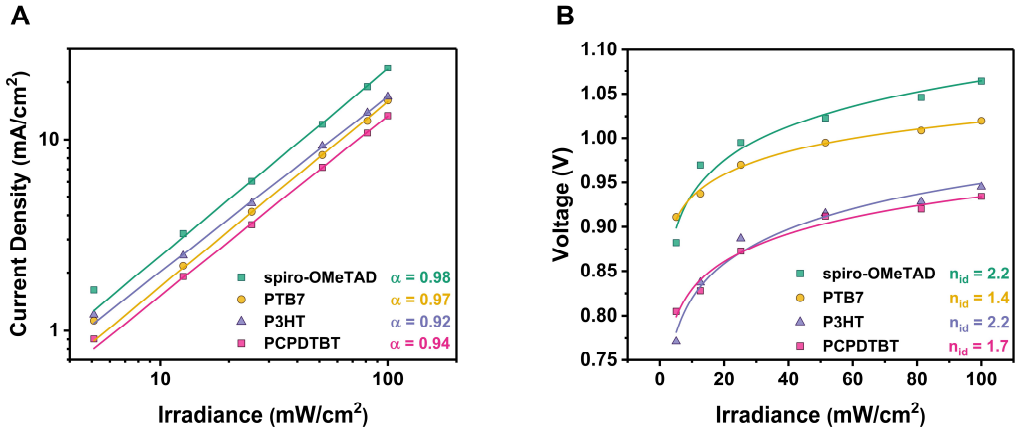 A
Current Density (mA/cm²)
10
1
spiro-OMeTAD α = 0.98
PTB7 α = 0.97
P3HT α = 0.92
PCPDTBT α = 0.94
10 100
Irradiance (mW/cm²)
B
Voltage (V)
1.10
1.05
1.00
0.95
0.90
0.85
0.80
0.75
spiro-OMeTAD nid = 2.2
PTB7 nid = 1.4
P3HT nid = 2.2
PCPDTBT nid = 1.7
0 20 40 60 80 100
Irradiance (mW/cm²)